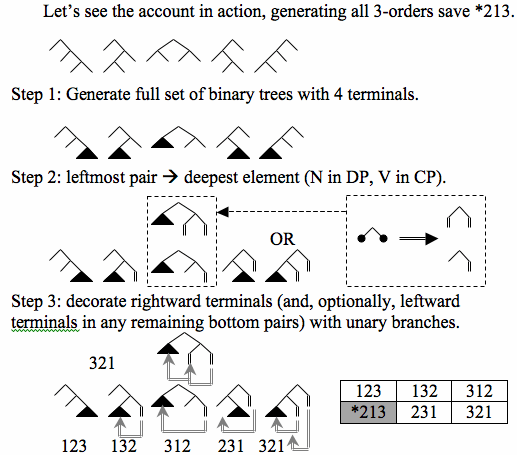 Let's see the account in action, generating all 3-orders save *213.
Step 1: Generate full set of binary trees with 4 terminals.
Step 2: leftmost pair → deepest element (N in DP, V in CP).
OR
Step 3: decorate rightward terminals (and, optionally, leftward
terminals in any remaining bottom pairs) with unary branches.
321
123 132 312
*213 231 321
123 132 312 231 321